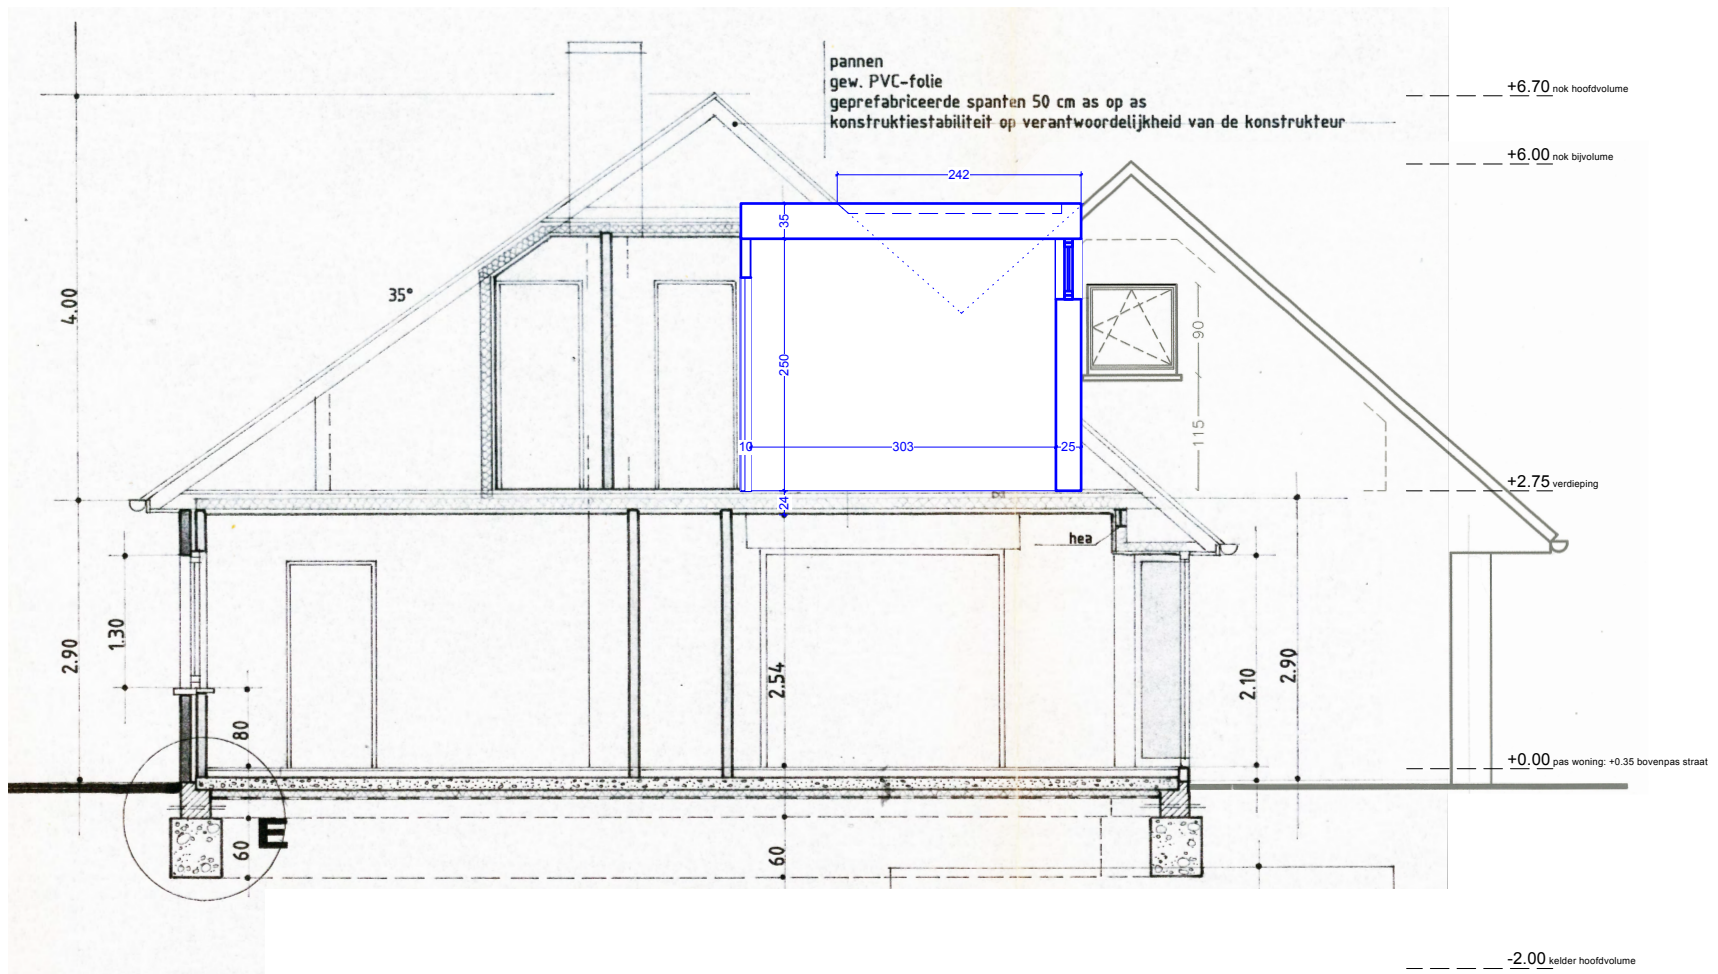 pannen
gew. PVC-folie
geprefabriceerde spanten 50 cm as op as
konstruktiestabiliteit op verantwoordelijkheid van de konstrukteur
+6.70 nok hoofdvolume
+6.00 nok bijvolume
242
35
35°
4.00
90
250
115
10
303
25
+2.75 verdieping
24
hea
1.30
2.90
2.54
2.10
2.90
80
+0.00 pas woning: +0.35 bovenpas straat
E
60
60
-2.00 kelder hoofdvolume